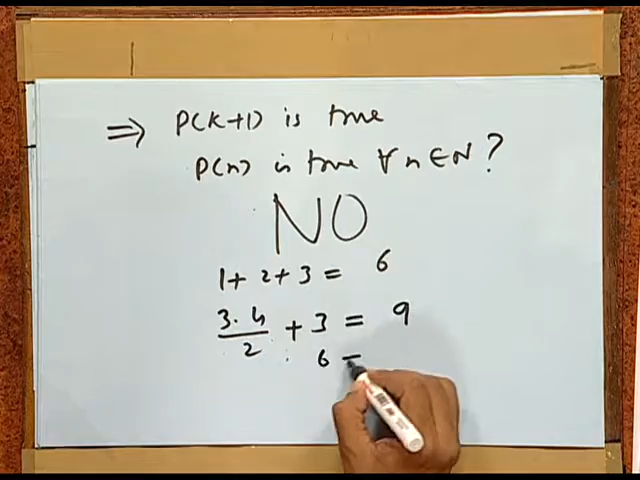 ⇒ P(K+1) is true
P(n) is true ∀ n ∈ N ?
NO
1+ 2+ 3 = 6
3.4/2 + 3 = 9
6 =